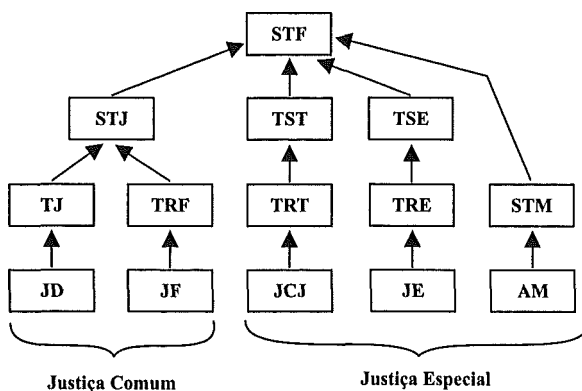 STF
STJ TST TSE
TJ TRF TRT TRE STM
JD JF JCJ JE AM
Justiça Comum Justiça Especial